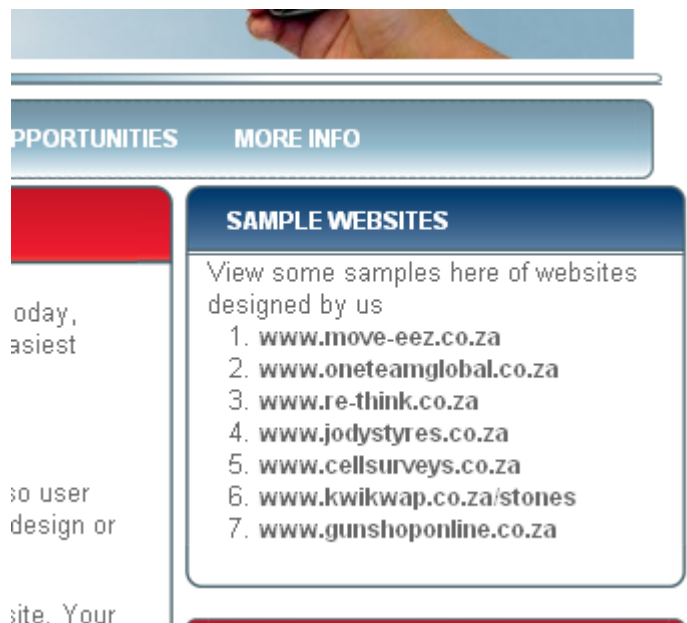 PPORTUNITIES MORE INFO
SAMPLE WEBSITES
View some samples here of websites
designed by us
1. www.move-eez.co.za
2. www.oneteamglobal.co.za
3. www.re-think.co.za
4. www.jodystyres.co.za
5. www.cellsurveys.co.za
6. www.kwikwap.co.za/stones
7. www.gunshoponline.co.za
oday,
asiest
so user
design or
site. Your